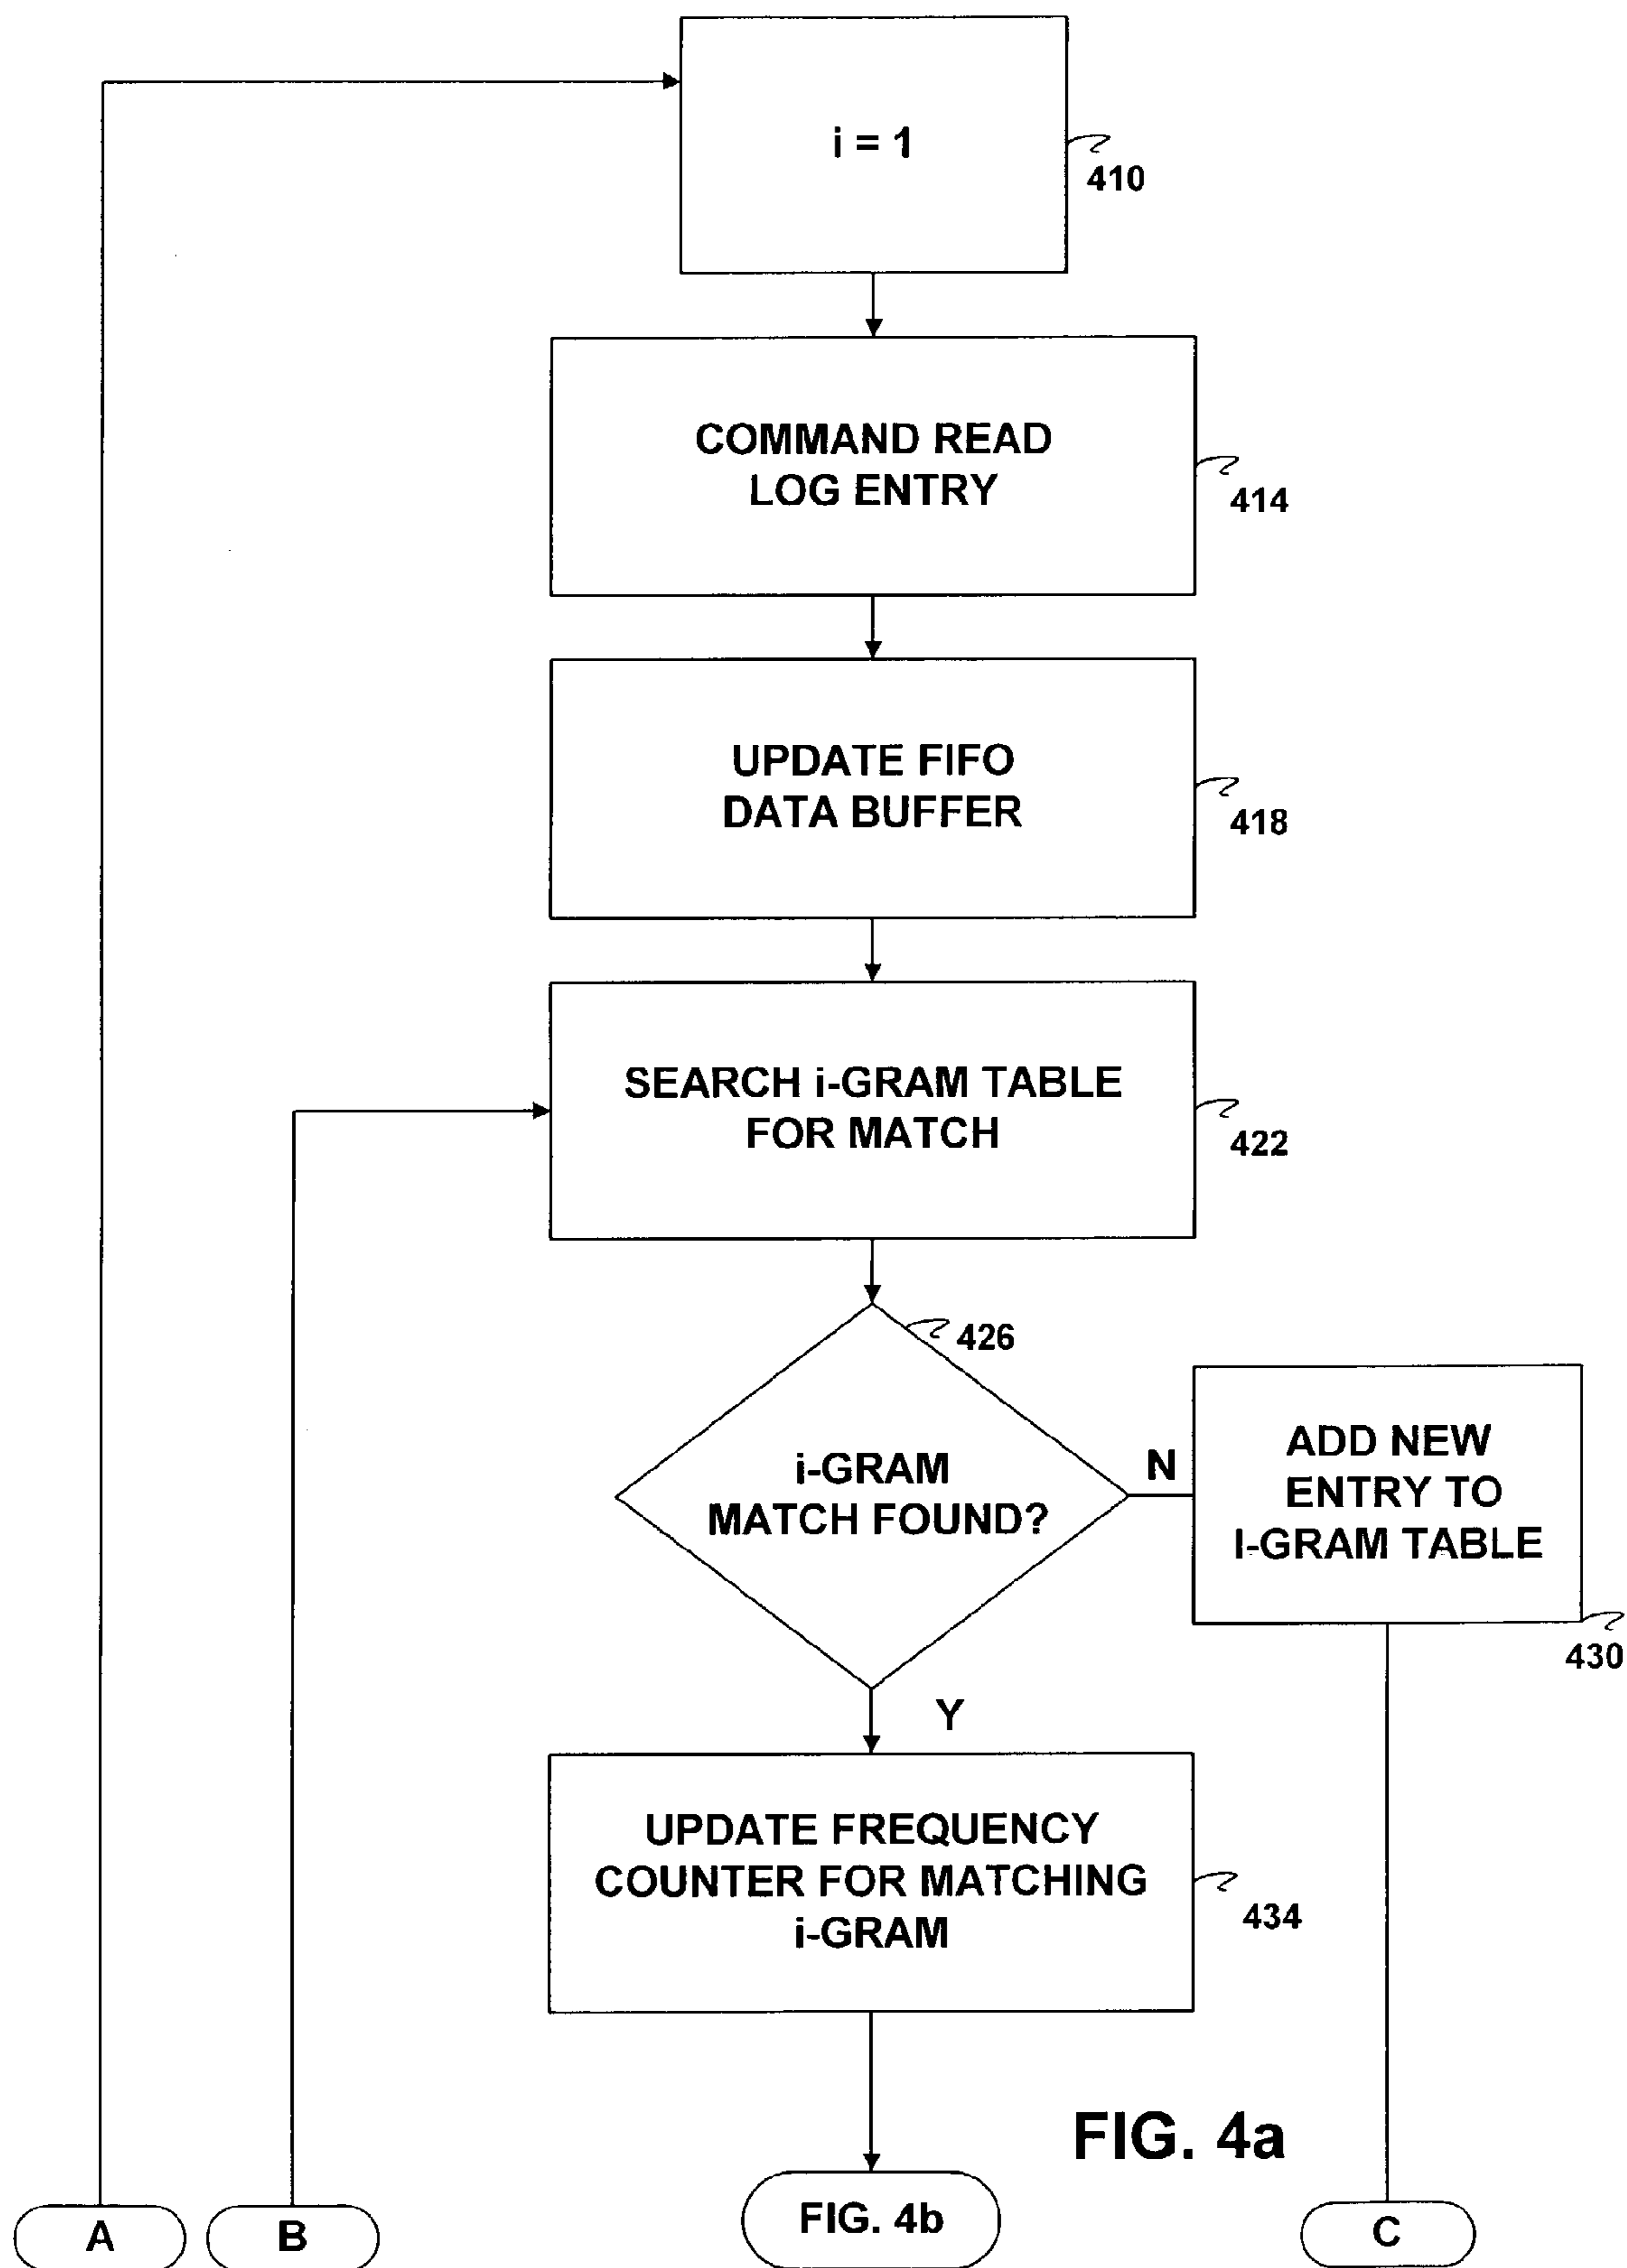 i = 1
410
COMMAND READ
LOG ENTRY
414
UPDATE FIFO
DATA BUFFER
418
SEARCH i-GRAM TABLE
FOR MATCH
422
426
i-GRAM
MATCH FOUND?
N
ADD NEW
ENTRY TO
I-GRAM TABLE
430
Y
UPDATE FREQUENCY
COUNTER FOR MATCHING
i-GRAM
434
FIG. 4a
A
B
FIG. 4b
C